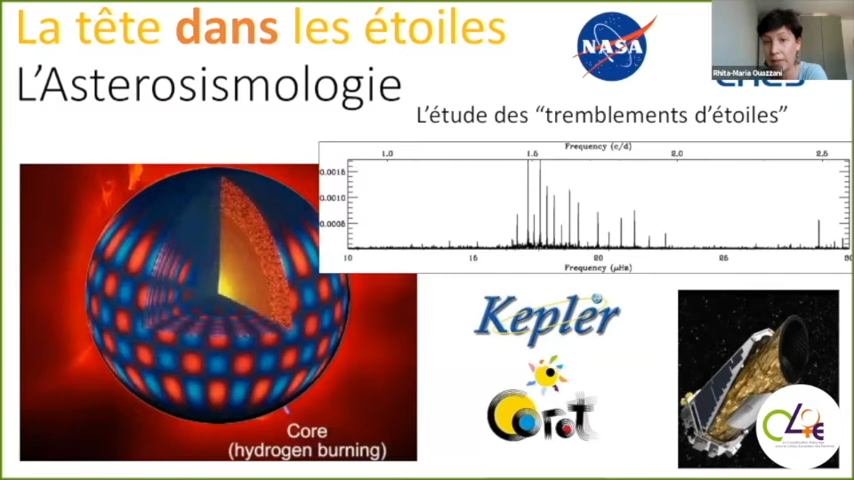 La tête dans les étoiles
L'Asterosismologie
NASA
Rhita-Maria Ouazzani
L'étude des “tremblements d'étoiles”
Frequency (c/d)
1.0 1.5 2.0 2.5
0.0015
0.0010
0.0005
10 15 20 25 30
Frequency (μHz)
Kepler
Corot
Core
(hydrogen burning)